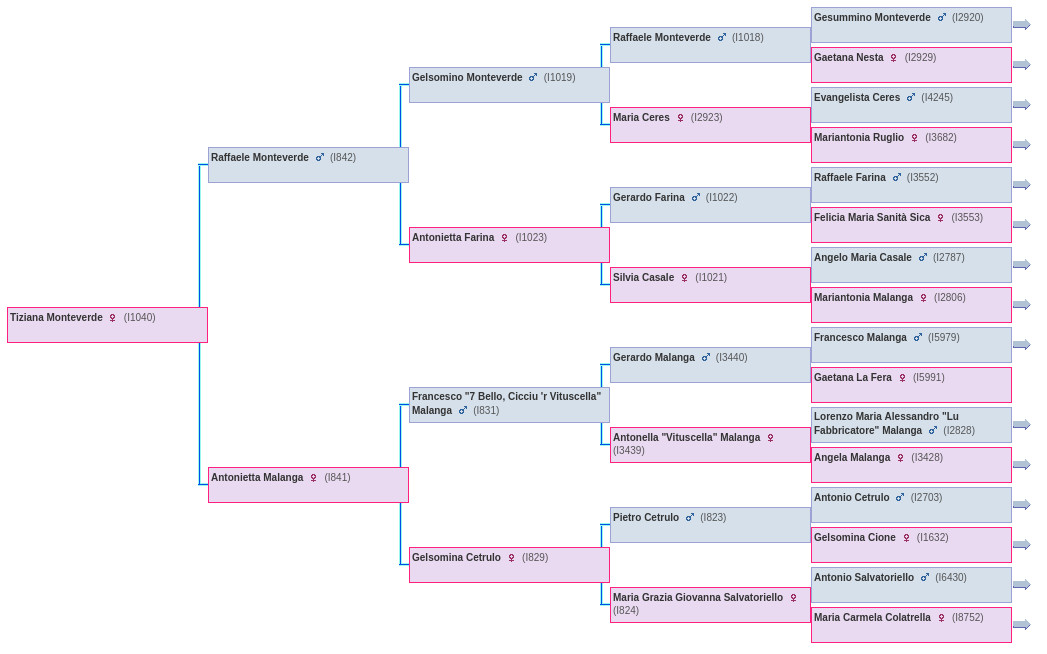 Gesummino Monteverde ♂ (I2920)
Raffaele Monteverde ♂ (I1018)
Gaetana Nesta ♀ (I2929)
Gelsomino Monteverde ♂ (I1019)
Evangelista Ceres ♂ (I4245)
Maria Ceres ♀ (I2923)
Mariantonia Ruglio ♀ (I3682)
Raffaele Monteverde ♂ (I842)
Raffaele Farina ♂ (I3552)
Gerardo Farina ♂ (I1022)
Felicia Maria Sanità Sica ♀ (I3553)
Antonietta Farina ♀ (I1023)
Angelo Maria Casale ♂ (I2787)
Silvia Casale ♀ (I1021)
Mariantonia Malanga ♀ (I2806)
Tiziana Monteverde ♀ (I1040)
Francesco Malanga ♂ (I5979)
Gerardo Malanga ♂ (I3440)
Gaetana La Fera ♀ (I5991)
Francesco "7 Bello, Cicciu 'r Vituscella"
Malanga ♂ (I831)
Lorenzo Maria Alessandro "Lu
Fabbricatore" Malanga ♂ (I2828)
Antonella "Vituscella" Malanga ♀
(I3439)
Angela Malanga ♀ (I3428)
Antonietta Malanga ♀ (I841)
Antonio Cetrulo ♂ (I2703)
Pietro Cetrulo ♂ (I823)
Gelsomina Cione ♀ (I1632)
Gelsomina Cetrulo ♀ (I829)
Antonio Salvatoriello ♂ (I6430)
Maria Grazia Giovanna Salvatoriello ♀
(I824)
Maria Carmela Colatrella ♀ (I8752)